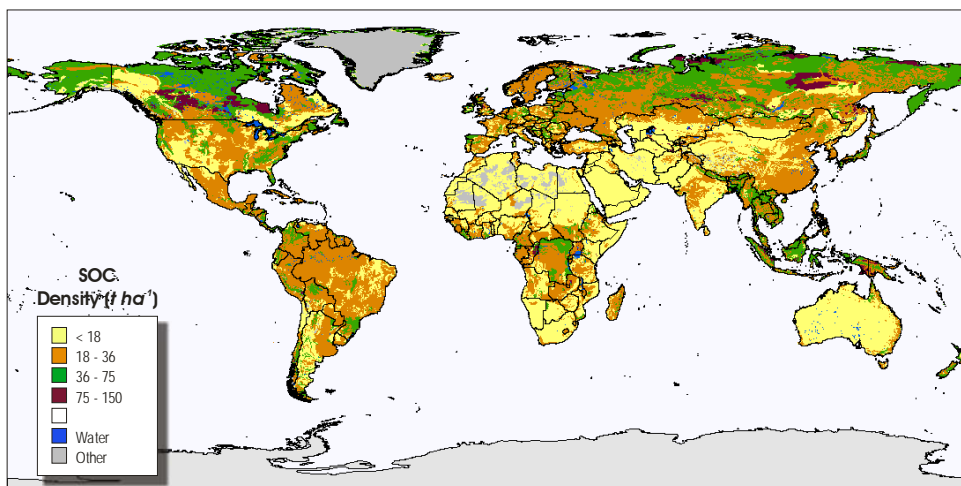 SOC
Density (t ha⁻¹)
< 18
18 - 36
36 - 75
75 - 150
Water
Other